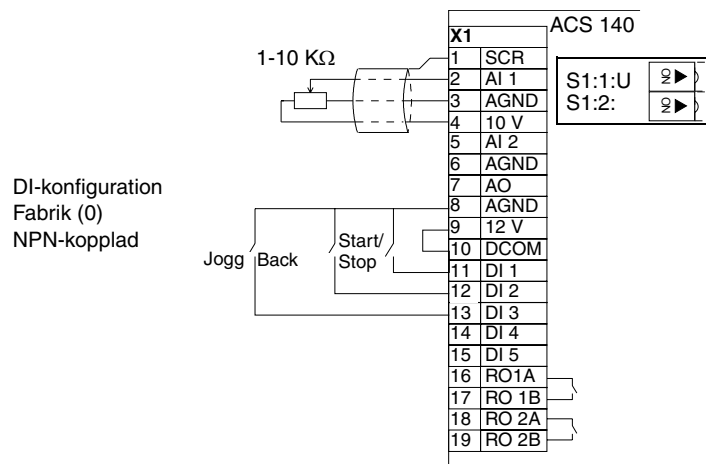 ACS 140
X1
1 SCR
2 AI 1
3 AGND
4 10 V
5 AI 2
6 AGND
7 AO
8 AGND
9 12 V
10 DCOM
11 DI 1
12 DI 2
13 DI 3
14 DI 4
15 DI 5
16 RO1A
17 RO 1B
18 RO 2A
19 RO 2B
1-10 KΩ
S1:1:U
S1:2:
ON
ON
DI-konfiguration
Fabrik (0)
NPN-kopplad
Jogg
Back
Start/
Stop